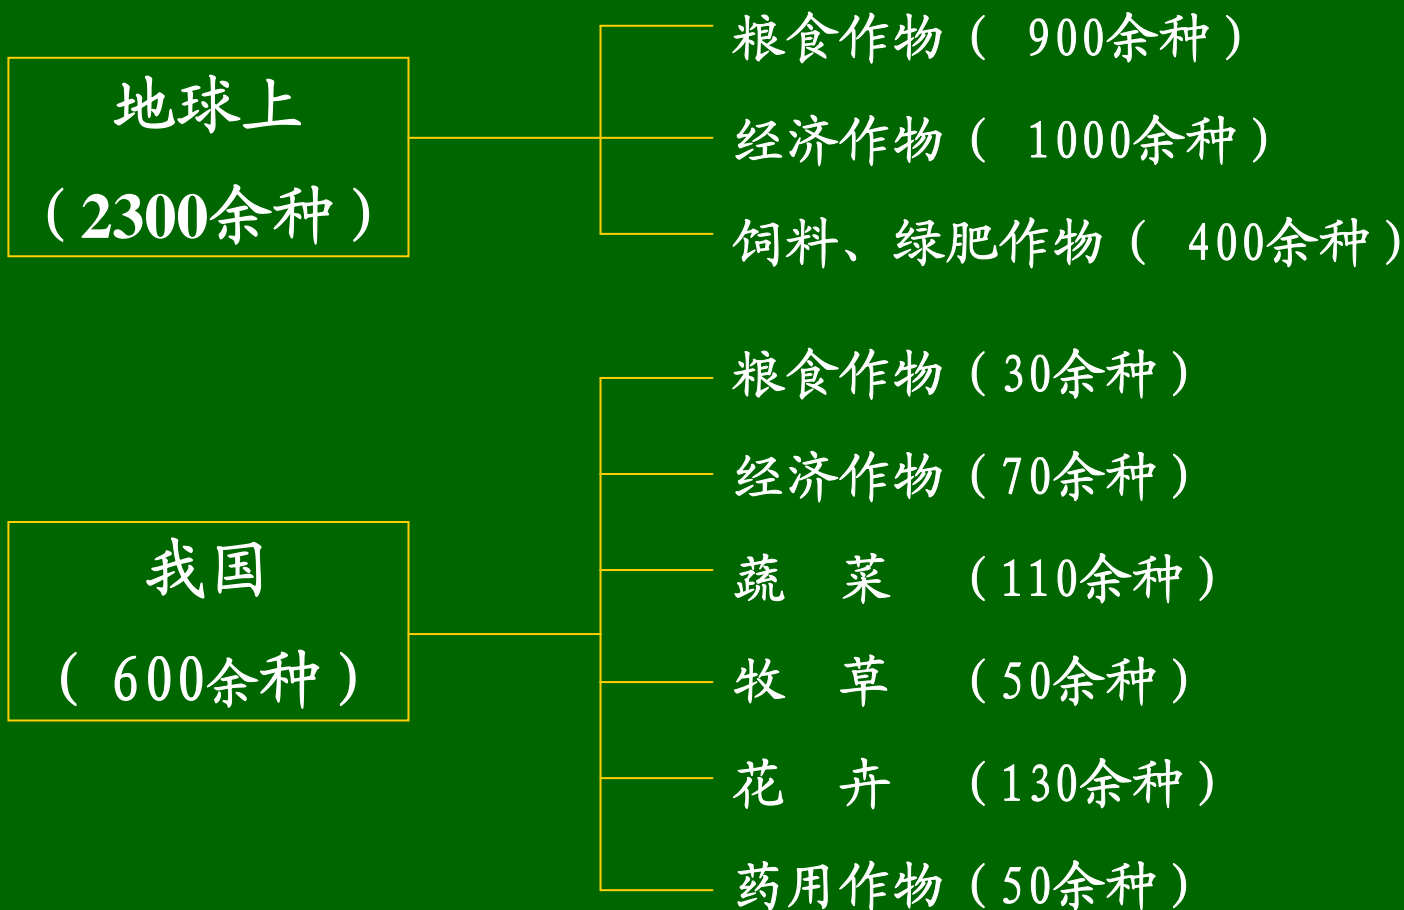 地球上
（2300余种）
粮食作物（ 900余种）
经济作物（ 1000余种）
饲料、绿肥作物（ 400余种）
我国
（ 600余种）
粮食作物（30余种）
经济作物（70余种）
蔬 菜 （110余种）
牧 草 （50余种）
花 卉 （130余种）
药用作物（50余种）